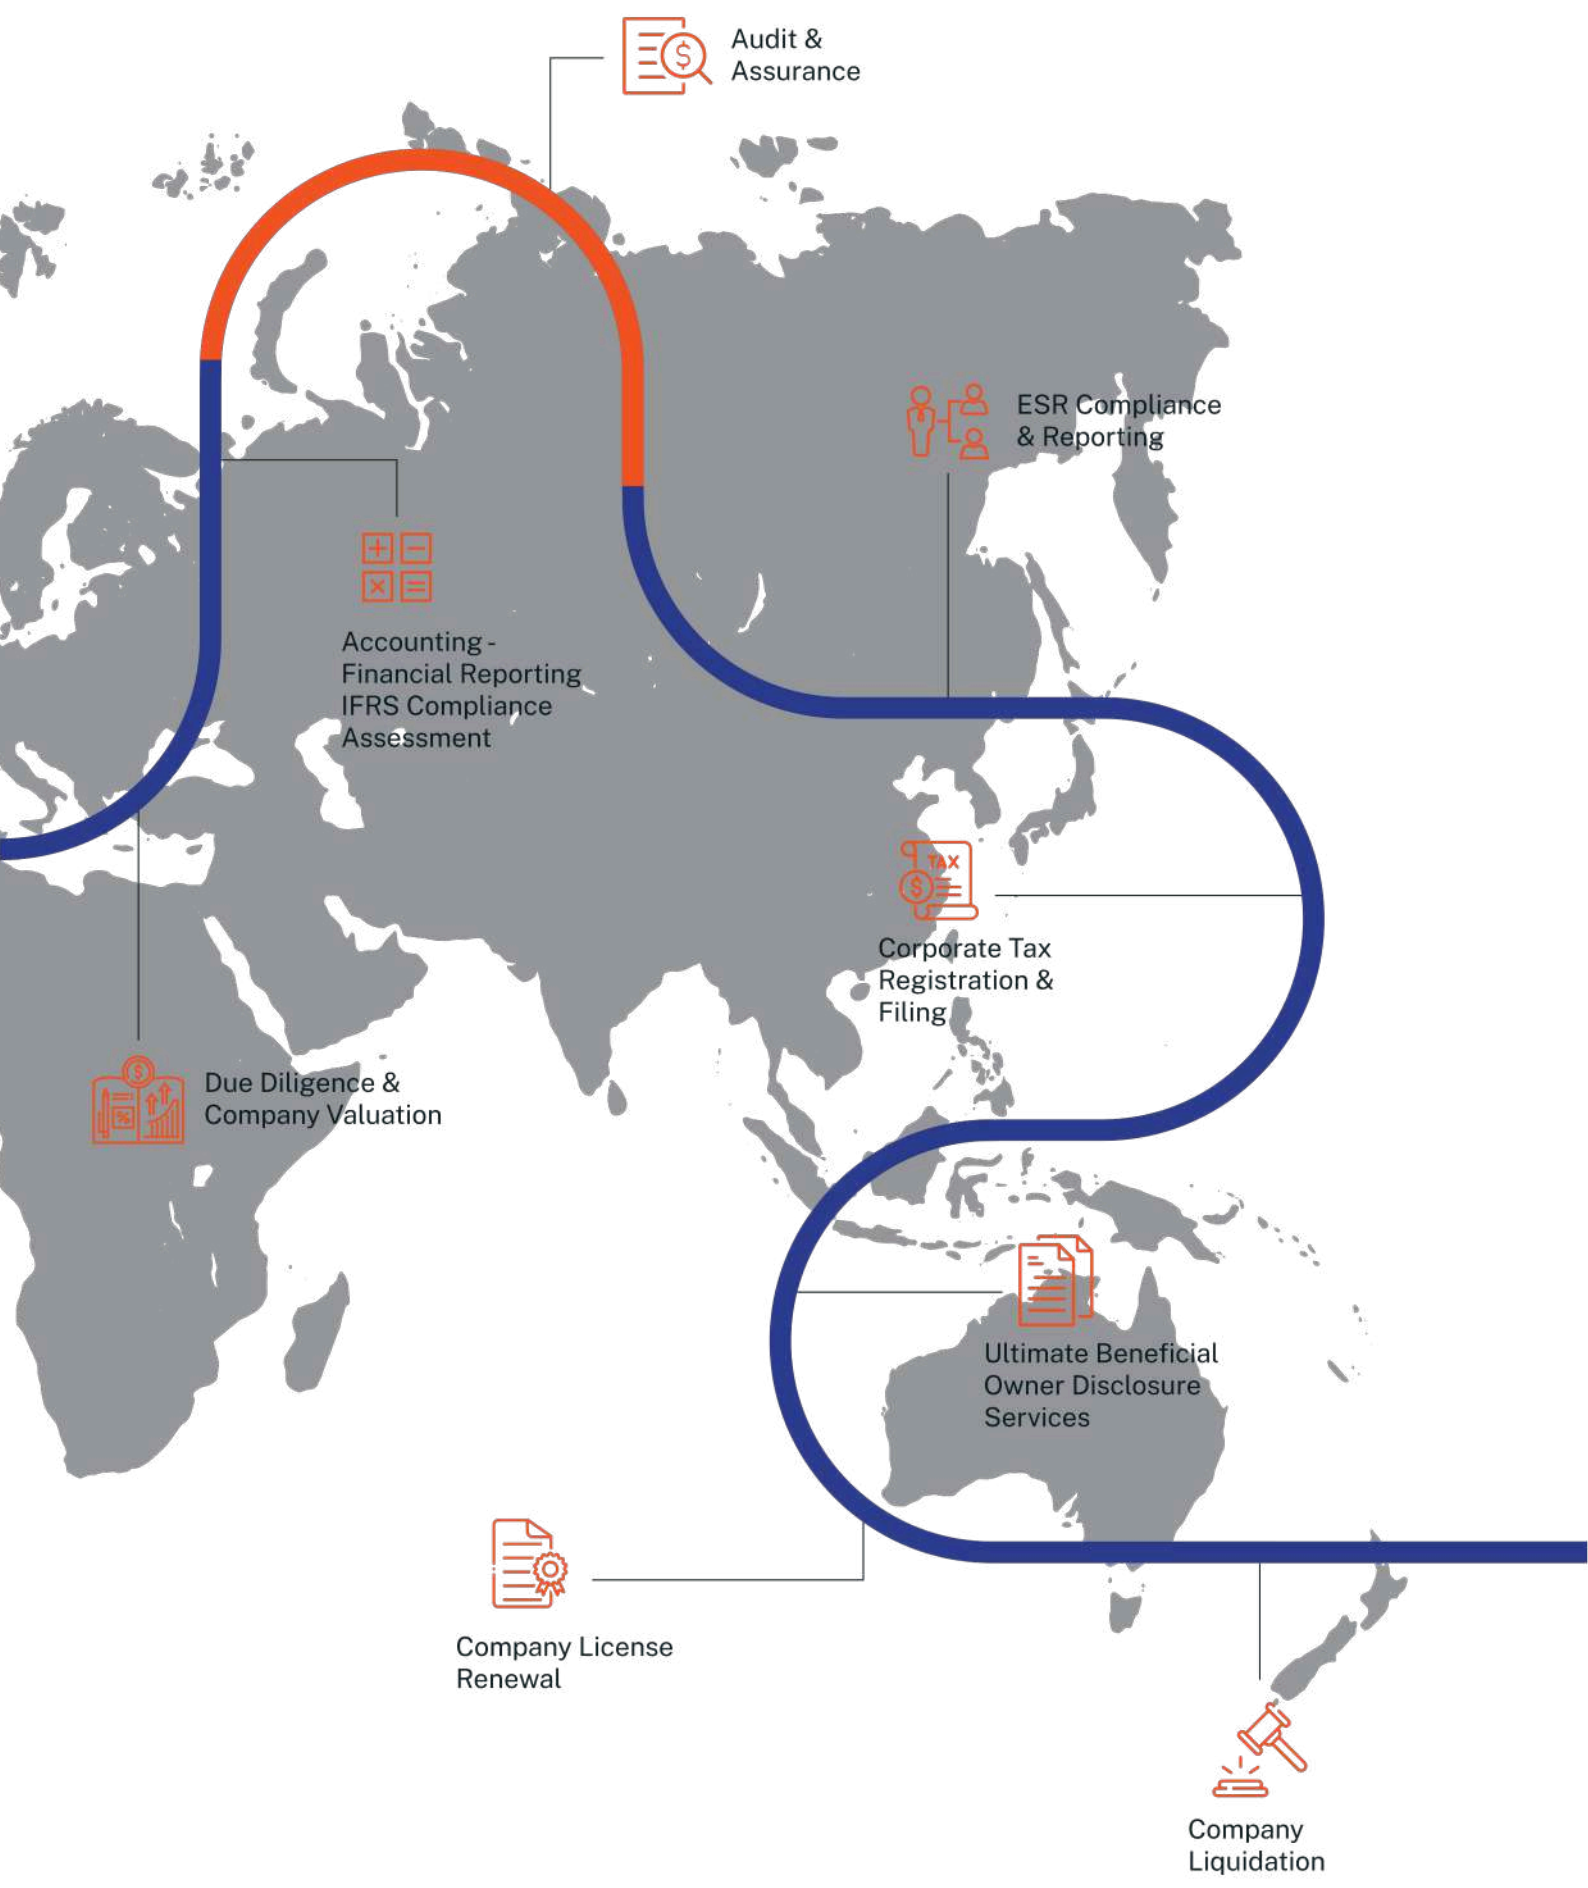 Audit &
Assurance
ESR Compliance
& Reporting
Accounting -
Financial Reporting
IFRS Compliance
Assessment
TAX
$
Corporate Tax
Registration &
Filing
$
%
Due Diligence &
Company Valuation
Ultimate Beneficial
Owner Disclosure
Services
Company License
Renewal
Company
Liquidation